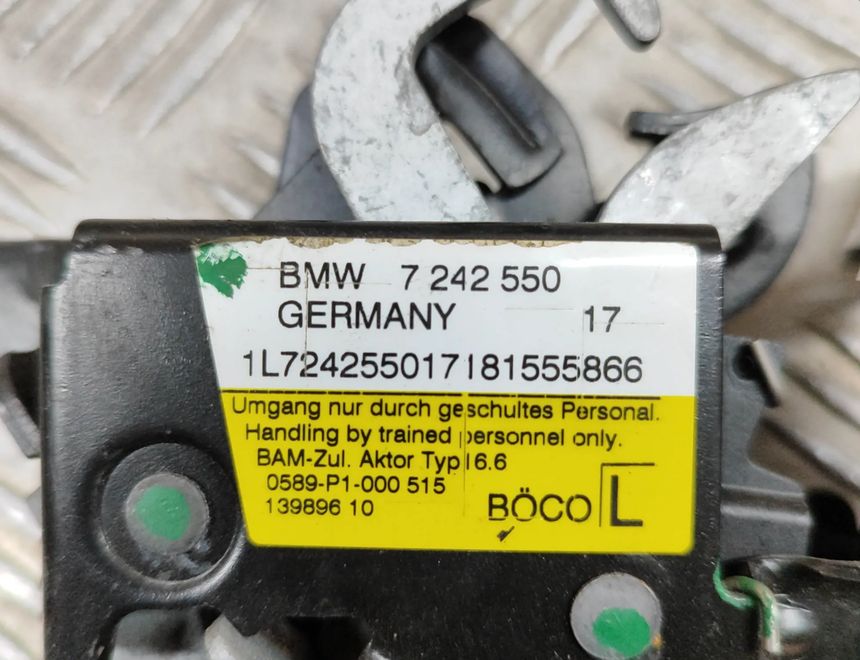 BMW 7 242 550
GERMANY 17
1L724255017181555866
Umgang nur durch geschultes Personal.
Handling by trained personnel only.
BAM-Zul. Aktor Typ 16.6
0589-P1-000 515
139896 10
BÖCO L